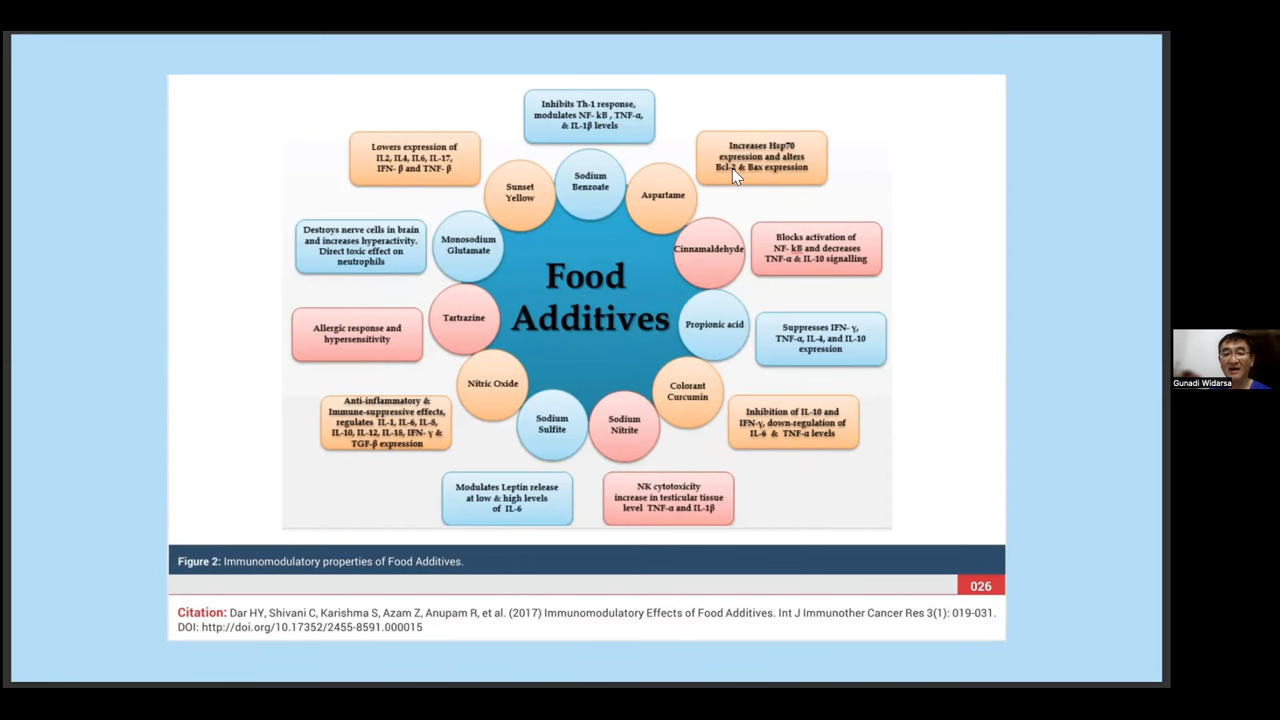 Inhibits Th-1 response,
modulates NF- kB , TNF-α,
& IL-1β levels
Lowers expression of
IL2, IL4, IL6, IL-17,
IFN- β and TNF- β
Increases Hsp70
expression and alters
Bcl-2 & Bax expression
Sodium
Benzoate
Sunset
Yellow
Aspartame
Destroys nerve cells in brain
and increases hyperactivity.
Direct toxic effect on
neutrophils
Monosodium
Glutamate
Cinnamaldehyde
Blocks activation of
NF- kB and decreases
TNF-α & IL-10 signalling
Food
Additives
Allergic response and
hypersensitivity
Tartrazine
Propionic acid
Suppresses IFN- γ,
TNF-α, IL-4, and IL-10
expression
Nitric Oxide
Colorant
Curcumin
Anti-inflammatory &
Immune-suppressive effects,
regulates IL-1, IL-6, IL-8,
IL-10, IL-12, IL-18, IFN- γ &
TGF-β expression
Sodium
Sulfite
Sodium
Nitrite
Inhibition of IL-10 and
IFN-γ, down-regulation of
IL-6 & TNF-α levels
Modulates Leptin release
at low & high levels
of IL-6
NK cytotoxicity
increase in testicular tissue
level TNF-α and IL-1β
Figure 2: Immunomodulatory properties of Food Additives.
026
Citation: Dar HY, Shivani C, Karishma S, Azam Z, Anupam R, et al. (2017) Immunomodulatory Effects of Food Additives. Int J Immunother Cancer Res 3(1): 019-031.
DOI: http://doi.org/10.17352/2455-8591.000015
Gunadi Widarsa